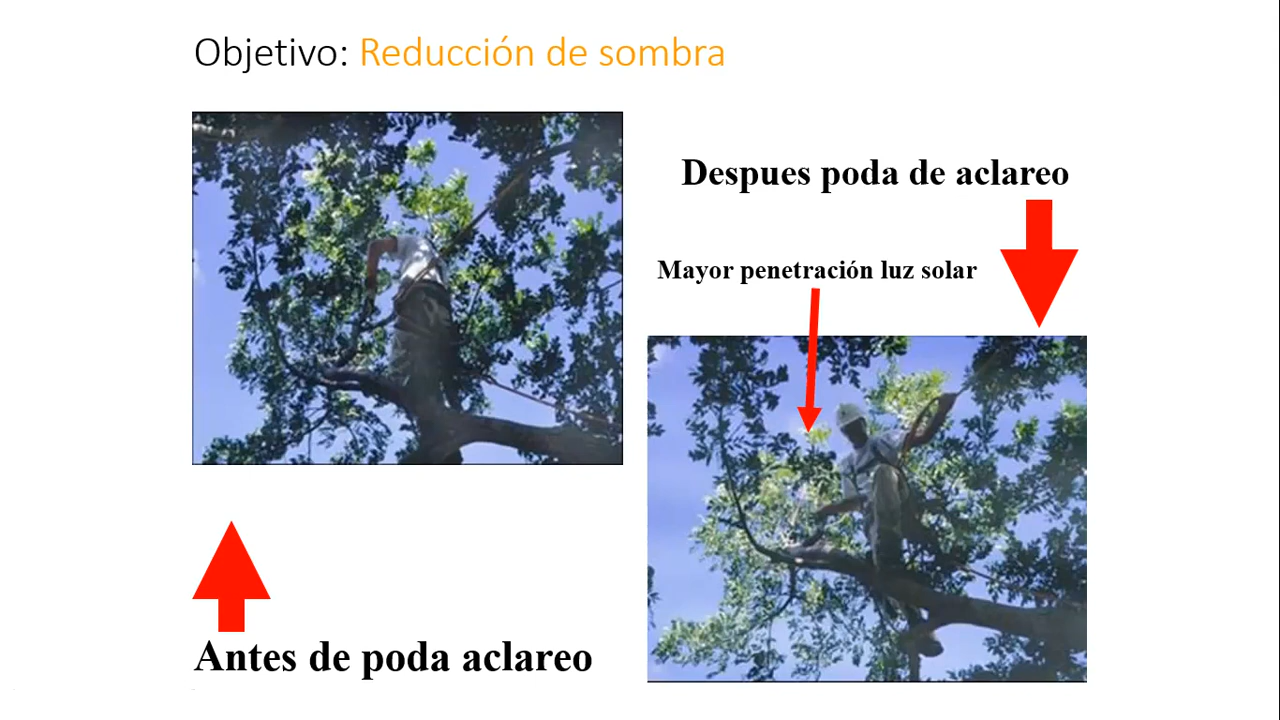 Objetivo: Reducción de sombra
Despues poda de aclareo
Mayor penetración luz solar
Antes de poda aclareo